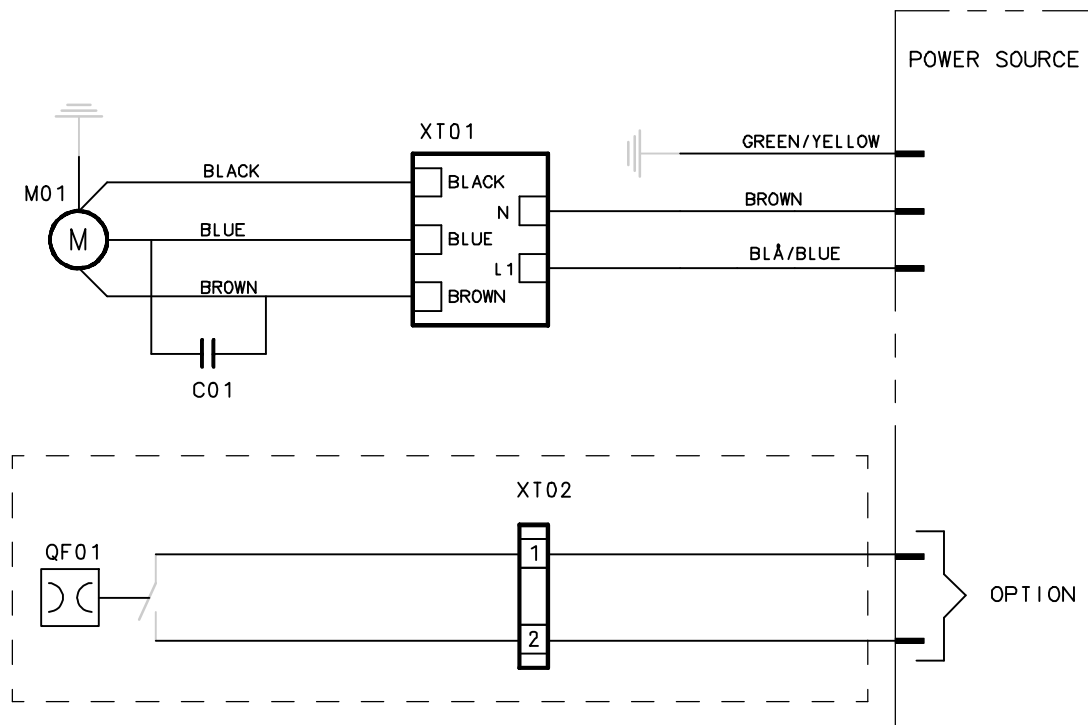 POWER SOURCE
XT01
GREEN/YELLOW
BLACK
BLACK
M01
BROWN
N
M
BLUE
BLUE
BLÅ/BLUE
L1
BROWN
BROWN
C01
XT02
QF01
1
OPTION
2